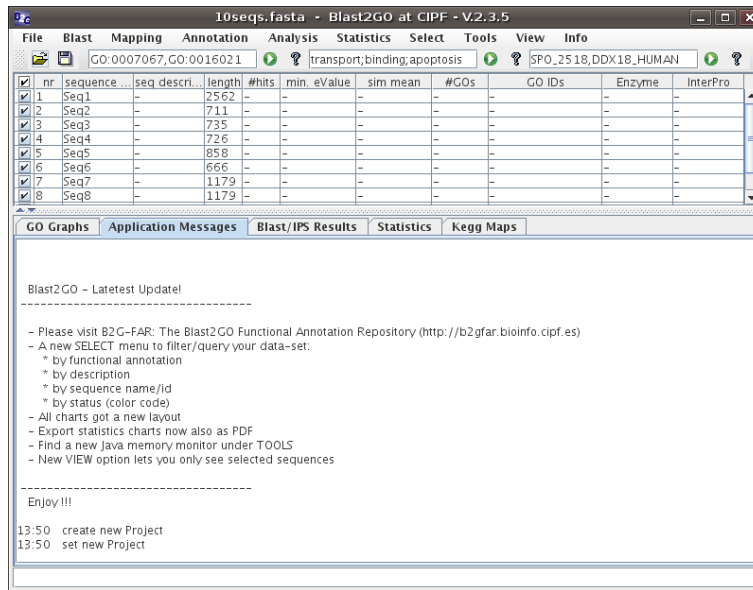 10seqs.fasta - Blast2GO at CIPF - V.2.3.5
File Blast Mapping Annotation Analysis Statistics Select Tools View Info
GO:0007067,GO:0016021 transport;binding;apoptosis SPO_2518,DDX18_HUMAN
nr sequence ... seq descri... length #hits min. eValue sim mean #GOs GO IDs Enzyme InterPro
1 Seq1 - 2562 - - - - - - -
2 Seq2 - 711 - - - - - - -
3 Seq3 - 735 - - - - - - -
4 Seq4 - 726 - - - - - - -
5 Seq5 - 858 - - - - - - -
6 Seq6 - 666 - - - - - - -
7 Seq7 - 1179 - - - - - - -
8 Seq8 - 1179 - - - - - - -
GO Graphs Application Messages Blast/IPS Results Statistics Kegg Maps
Blast2GO - Latetest Update!
-----------------------------------
- Please visit B2G-FAR: The Blast2GO Functional Annotation Repository (http://b2gfar.bioinfo.cipf.es)
- A new SELECT menu to filter/query your data-set:
* by functional annotation
* by description
* by sequence name/id
* by status (color code)
- All charts got a new layout
- Export statistics charts now also as PDF
- Find a new Java memory monitor under TOOLS
- New VIEW option lets you only see selected sequences
-----------------------------------
Enjoy !!!
13:50 create new Project
13:50 set new Project